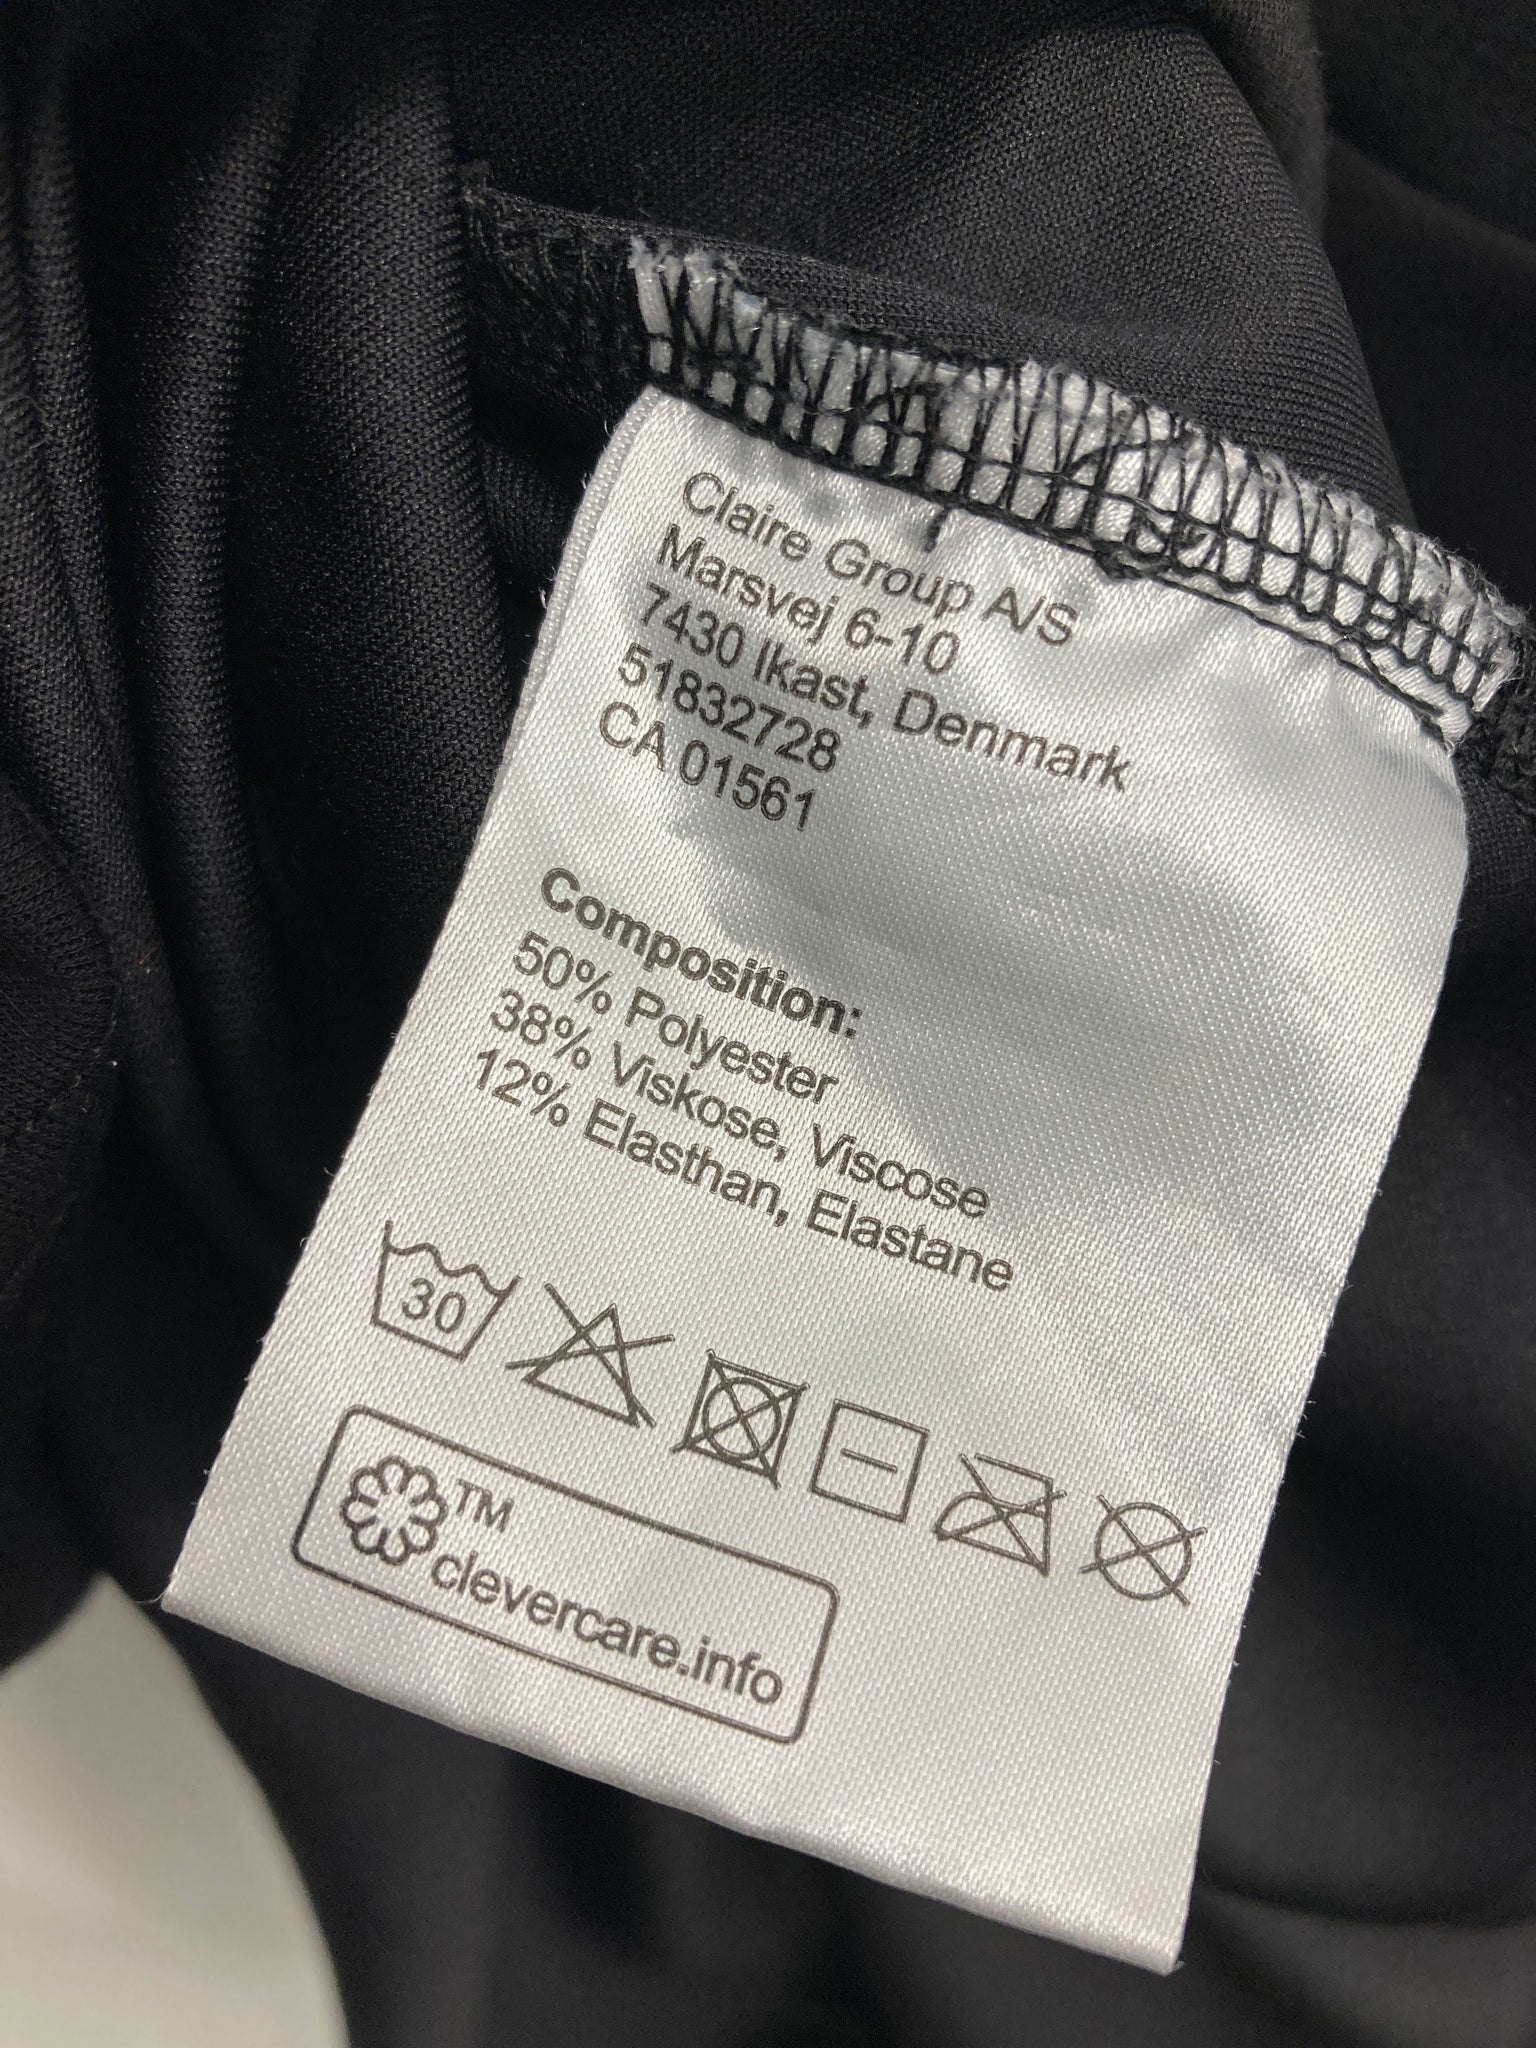 Claire Group A/S
Marsvej 6-10
7430 Ikast, Denmark
51832728
CA 01561
Composition:
50% Polyester
38% Viskose, Viscose
12% Elasthan, Elastane
30
TM
clevercare.info